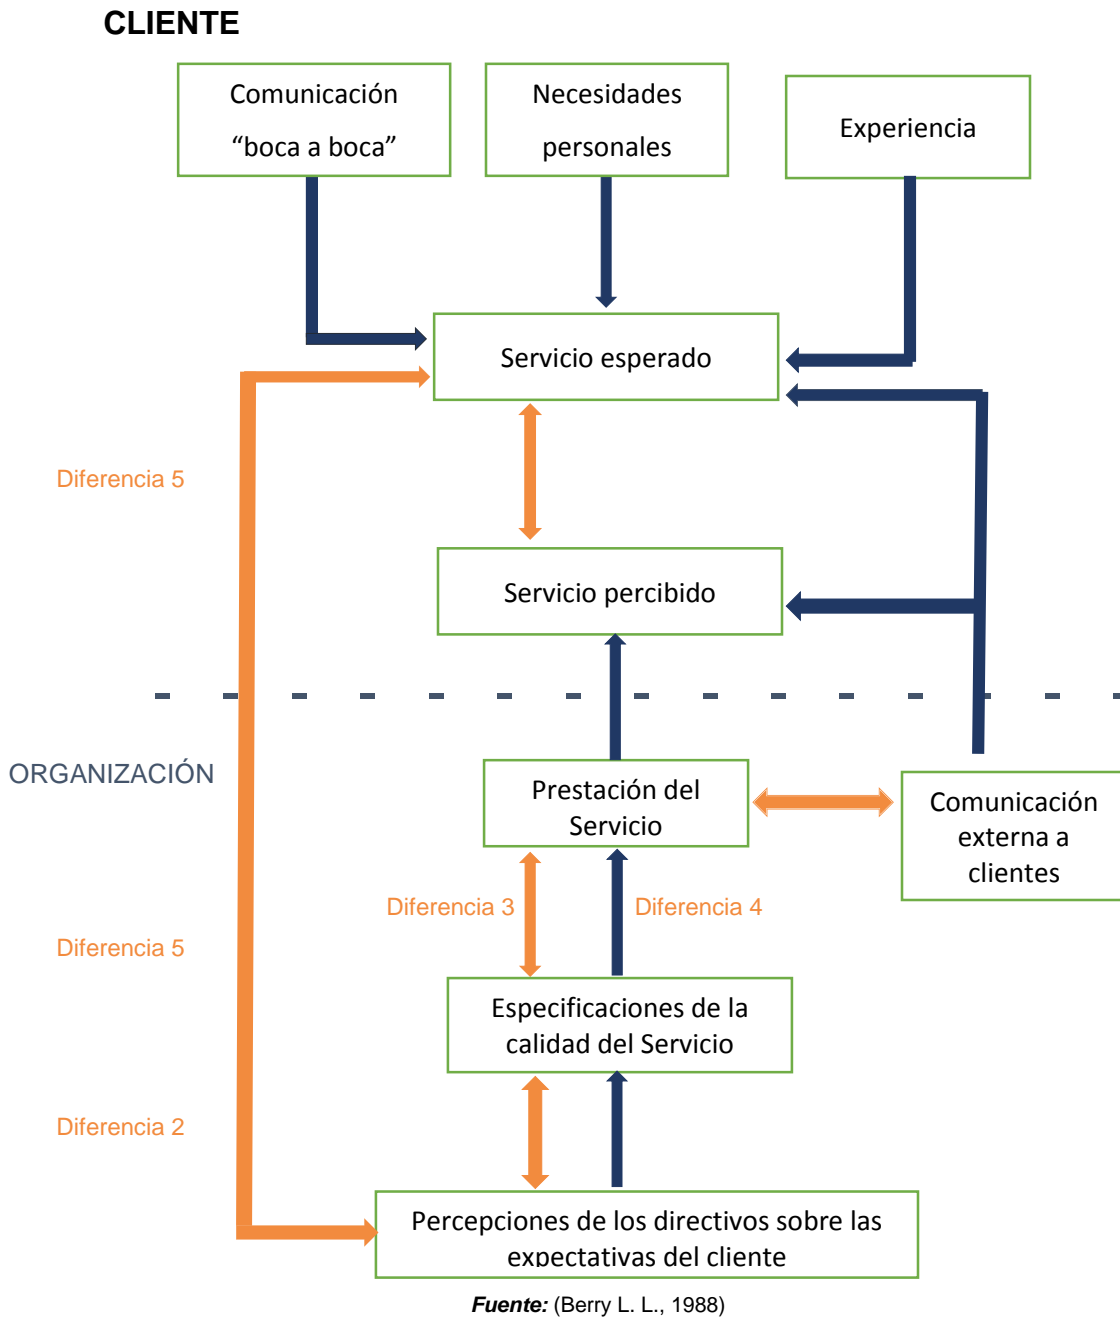 CLIENTE
Comunicación
“boca a boca”
Necesidades
personales
Experiencia
Servicio esperado
Diferencia 5
Servicio percibido
ORGANIZACIÓN
Prestación del
Servicio
Comunicación
externa a
clientes
Diferencia 3
Diferencia 4
Diferencia 5
Especificaciones de la
calidad del Servicio
Diferencia 2
Percepciones de los directivos sobre las
expectativas del cliente
Fuente: (Berry L. L., 1988)